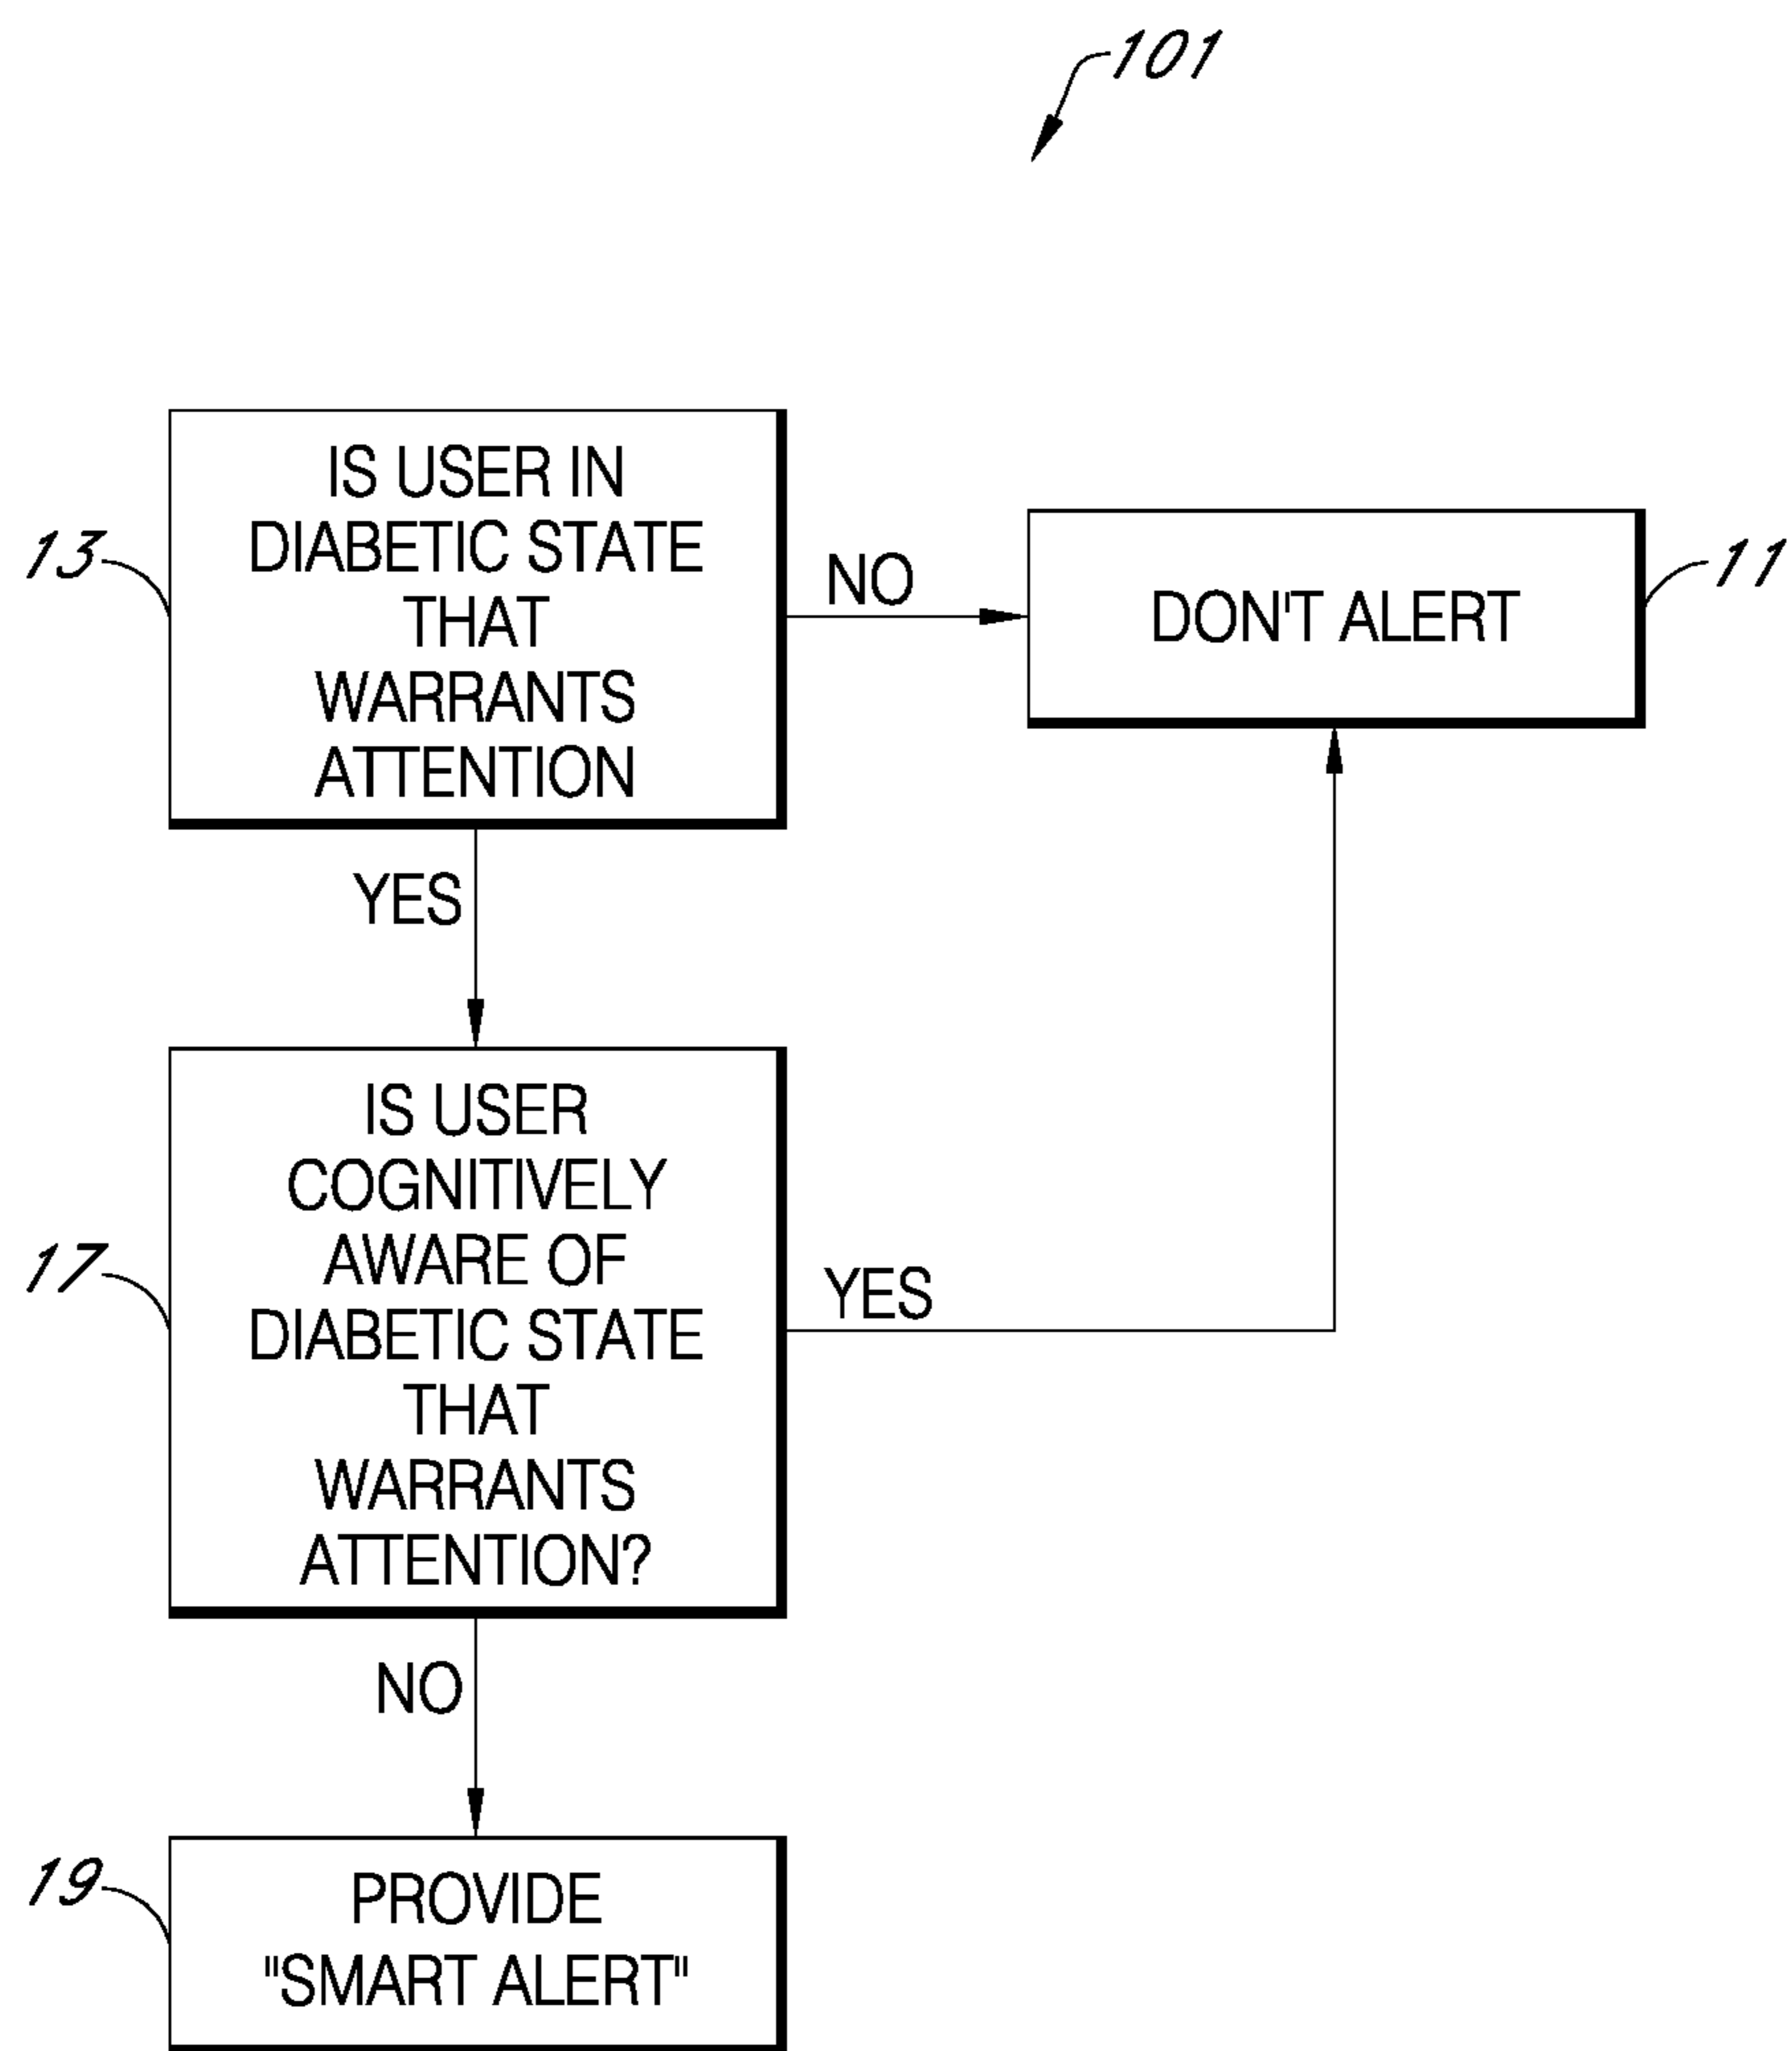 101
IS USER IN
DIABETIC STATE
THAT
WARRANTS
ATTENTION
13
NO
DON'T ALERT
11
YES
IS USER
COGNITIVELY
AWARE OF
DIABETIC STATE
THAT
WARRANTS
ATTENTION?
17
YES
NO
19
PROVIDE
"SMART ALERT"